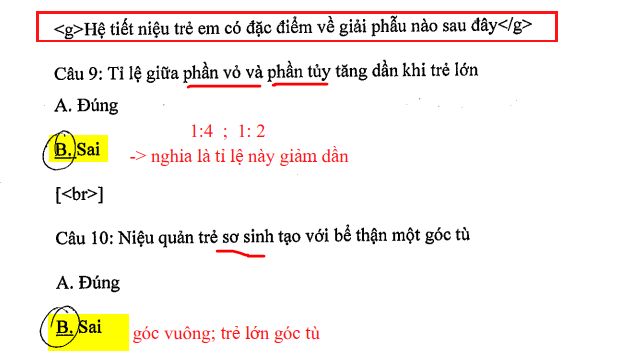 <g>Hệ tiết niệu trẻ em có đặc điểm về giải phẫu nào sau đây</g>
Câu 9: Tỉ lệ giữa phần vỏ và phần tủy tăng dần khi trẻ lớn
A. Đúng
1:4 ; 1: 2
B. Sai
-> nghia là tỉ lệ này giảm dần
[<br>]
Câu 10: Niệu quản trẻ sơ sinh tạo với bể thận một góc tù
A. Đúng
B. Sai góc vuông; trẻ lớn góc tù